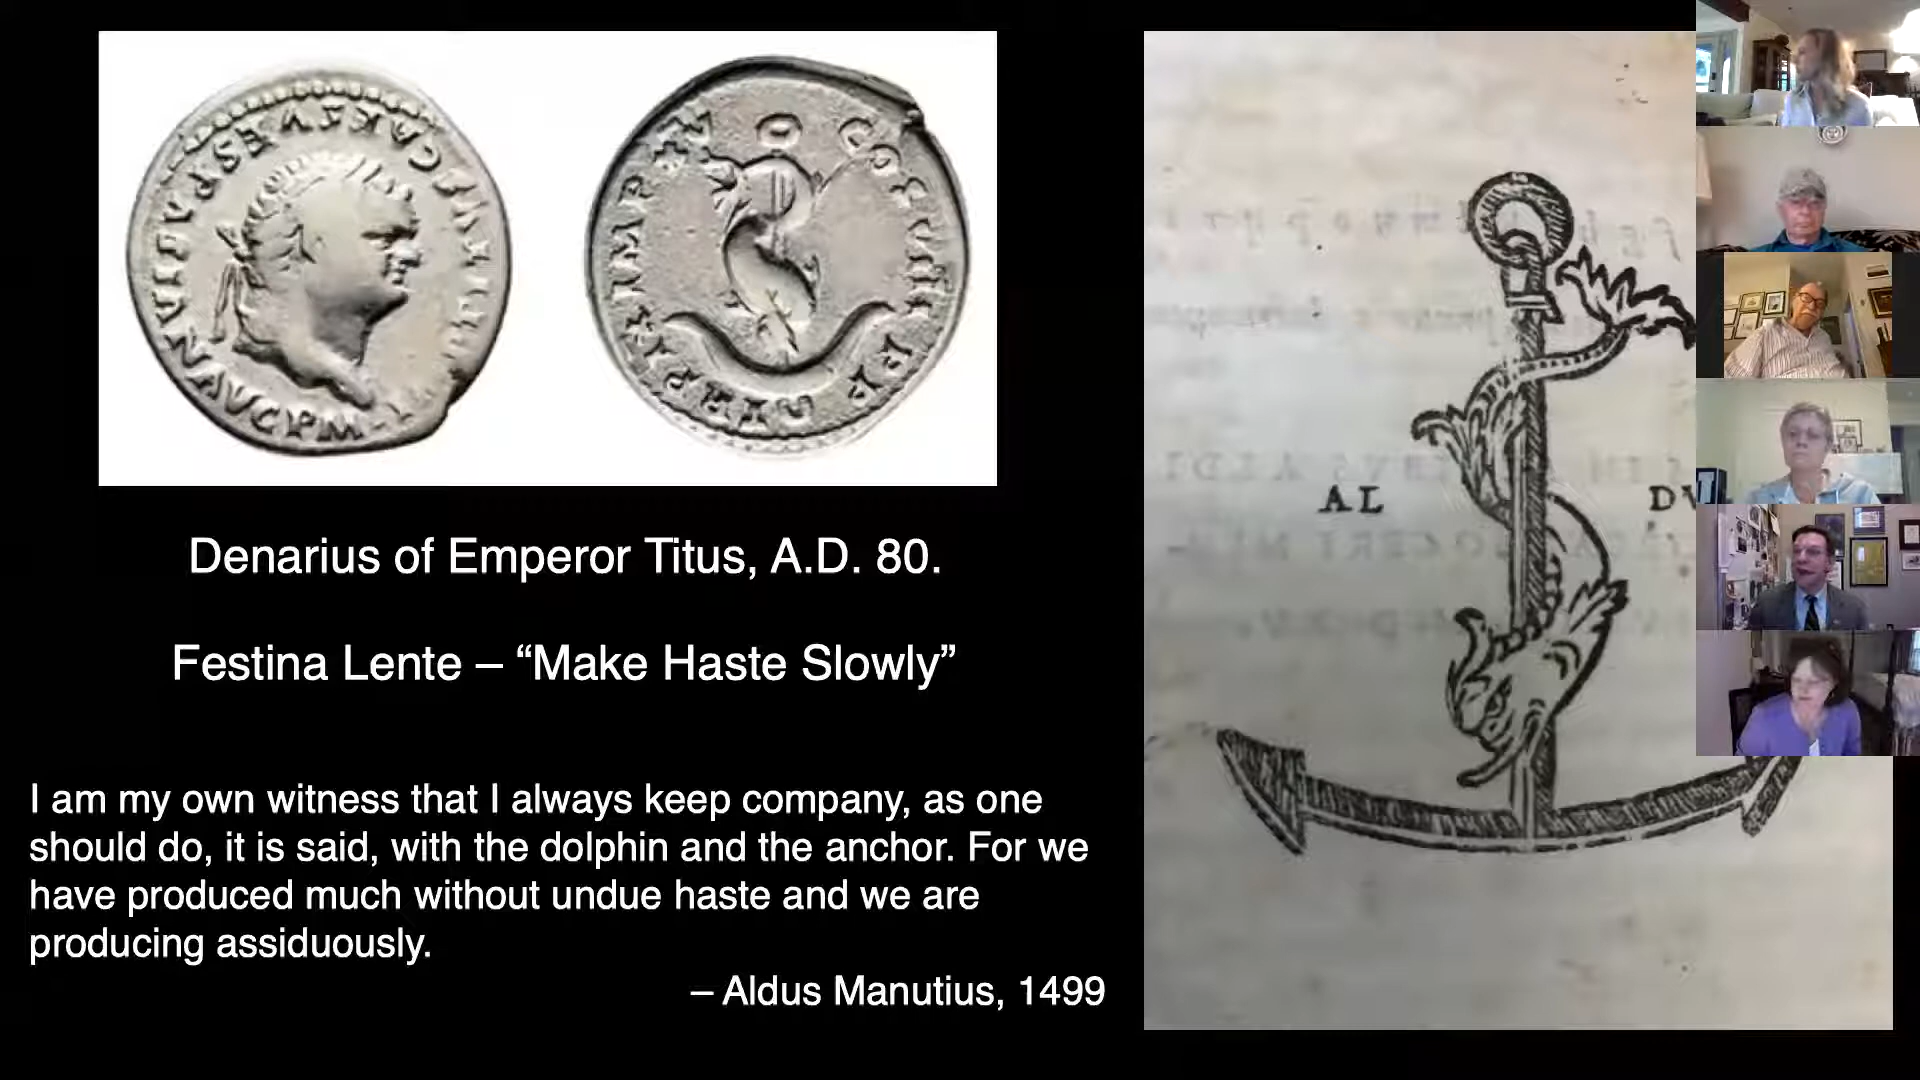 Denarius of Emperor Titus, A.D. 80.
Festina Lente – “Make Haste Slowly”
I am my own witness that I always keep company, as one
should do, it is said, with the dolphin and the anchor. For we
have produced much without undue haste and we are
producing assiduously.
– Aldus Manutius, 1499
AL